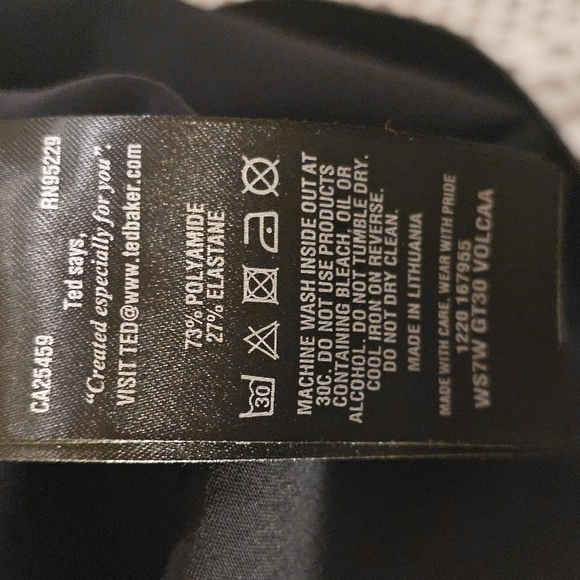 CA25459 RN95229
Ted says,
“Created especially for you”.
VISIT TED@www.tedbaker.com
73% POLYAMIDE
27% ELASTANE
30
MACHINE WASH INSIDE OUT AT
30C. DO NOT USE PRODUCTS
CONTAINING BLEACH, OIL OR
ALCOHOL. DO NOT TUMBLE DRY.
COOL IRON ON REVERSE.
DO NOT DRY CLEAN.
MADE IN LITHUANIA
MADE WITH CARE, WEAR WITH PRIDE
1220 167955
WS7W GT30 VOLCAA